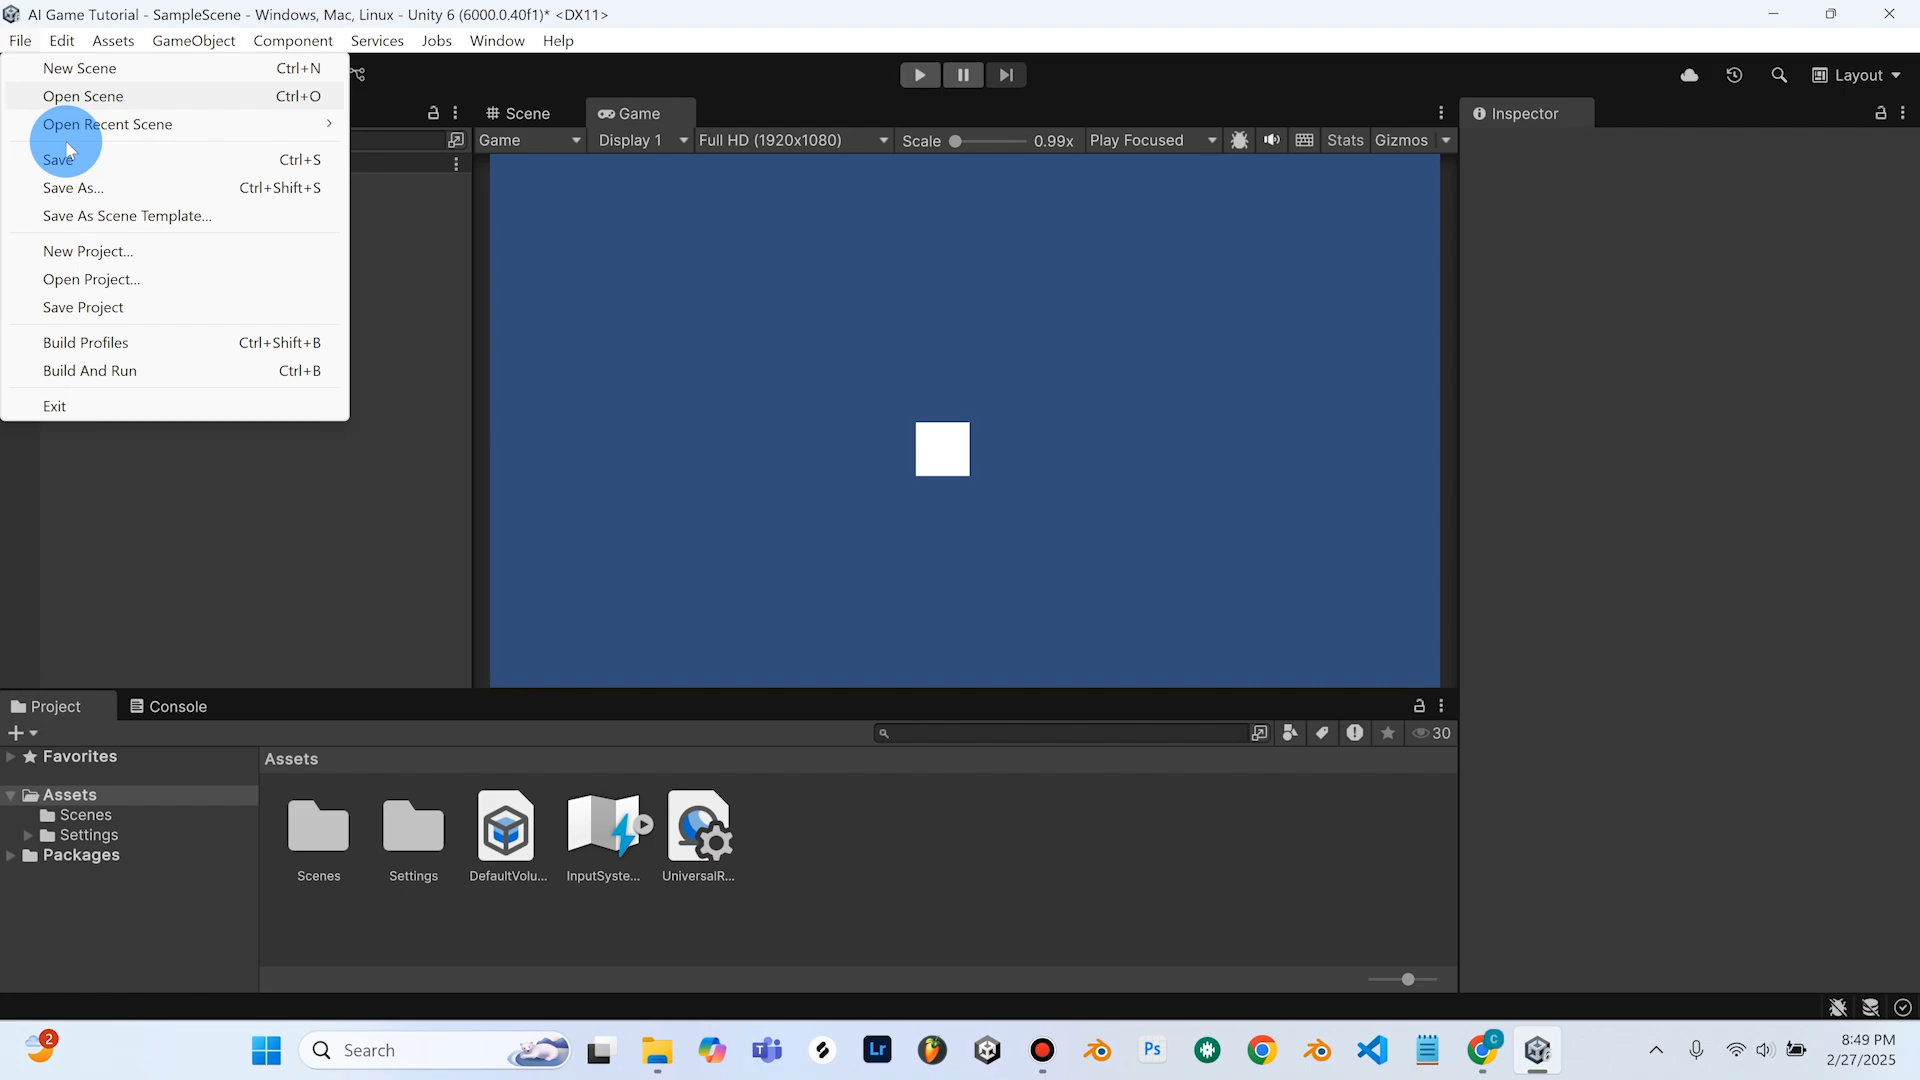 AI Game Tutorial - SampleScene - Windows, Mac, Linux - Unity 6 (6000.0.40f1)* <DX11>
File Edit Assets GameObject Component Services Jobs Window Help
New Scene Ctrl+N
Open Scene Ctrl+O
Open Recent Scene
Save Ctrl+S
Save As... Ctrl+Shift+S
Save As Scene Template...
New Project...
Open Project...
Save Project
Build Profiles Ctrl+Shift+B
Build And Run Ctrl+B
Exit
Layout
Scene Game
Inspector
Game Display 1 Full HD (1920x1080) Scale 0.99x Play Focused Stats Gizmos
Project Console
30
Favorites
Assets
Scenes
Settings
Packages
Assets
Scenes Settings DefaultVolu... InputSyste... UniversalR...
2
Search
Lr
Ps
C
8:49 PM
2/27/2025